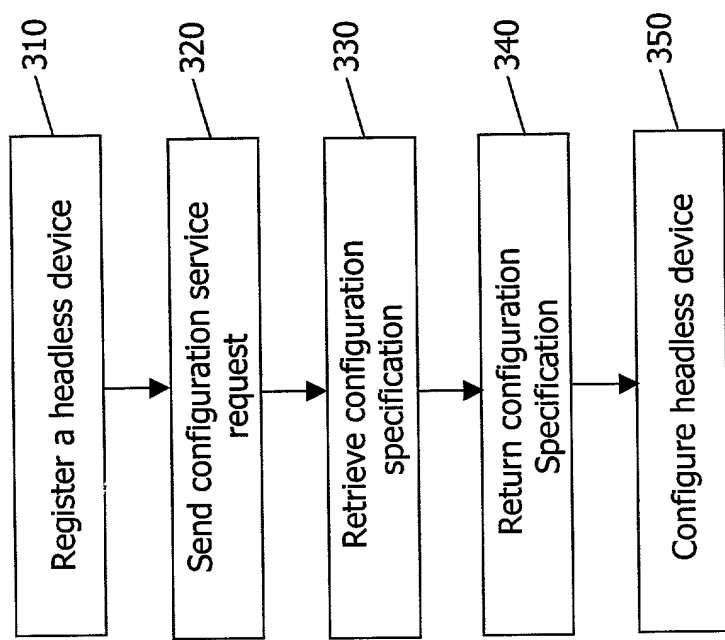 310
Register a headless device
320
Send configuration service
request
330
Retrieve configuration
specification
340
Return configuration
Specification
350
Configure headless device